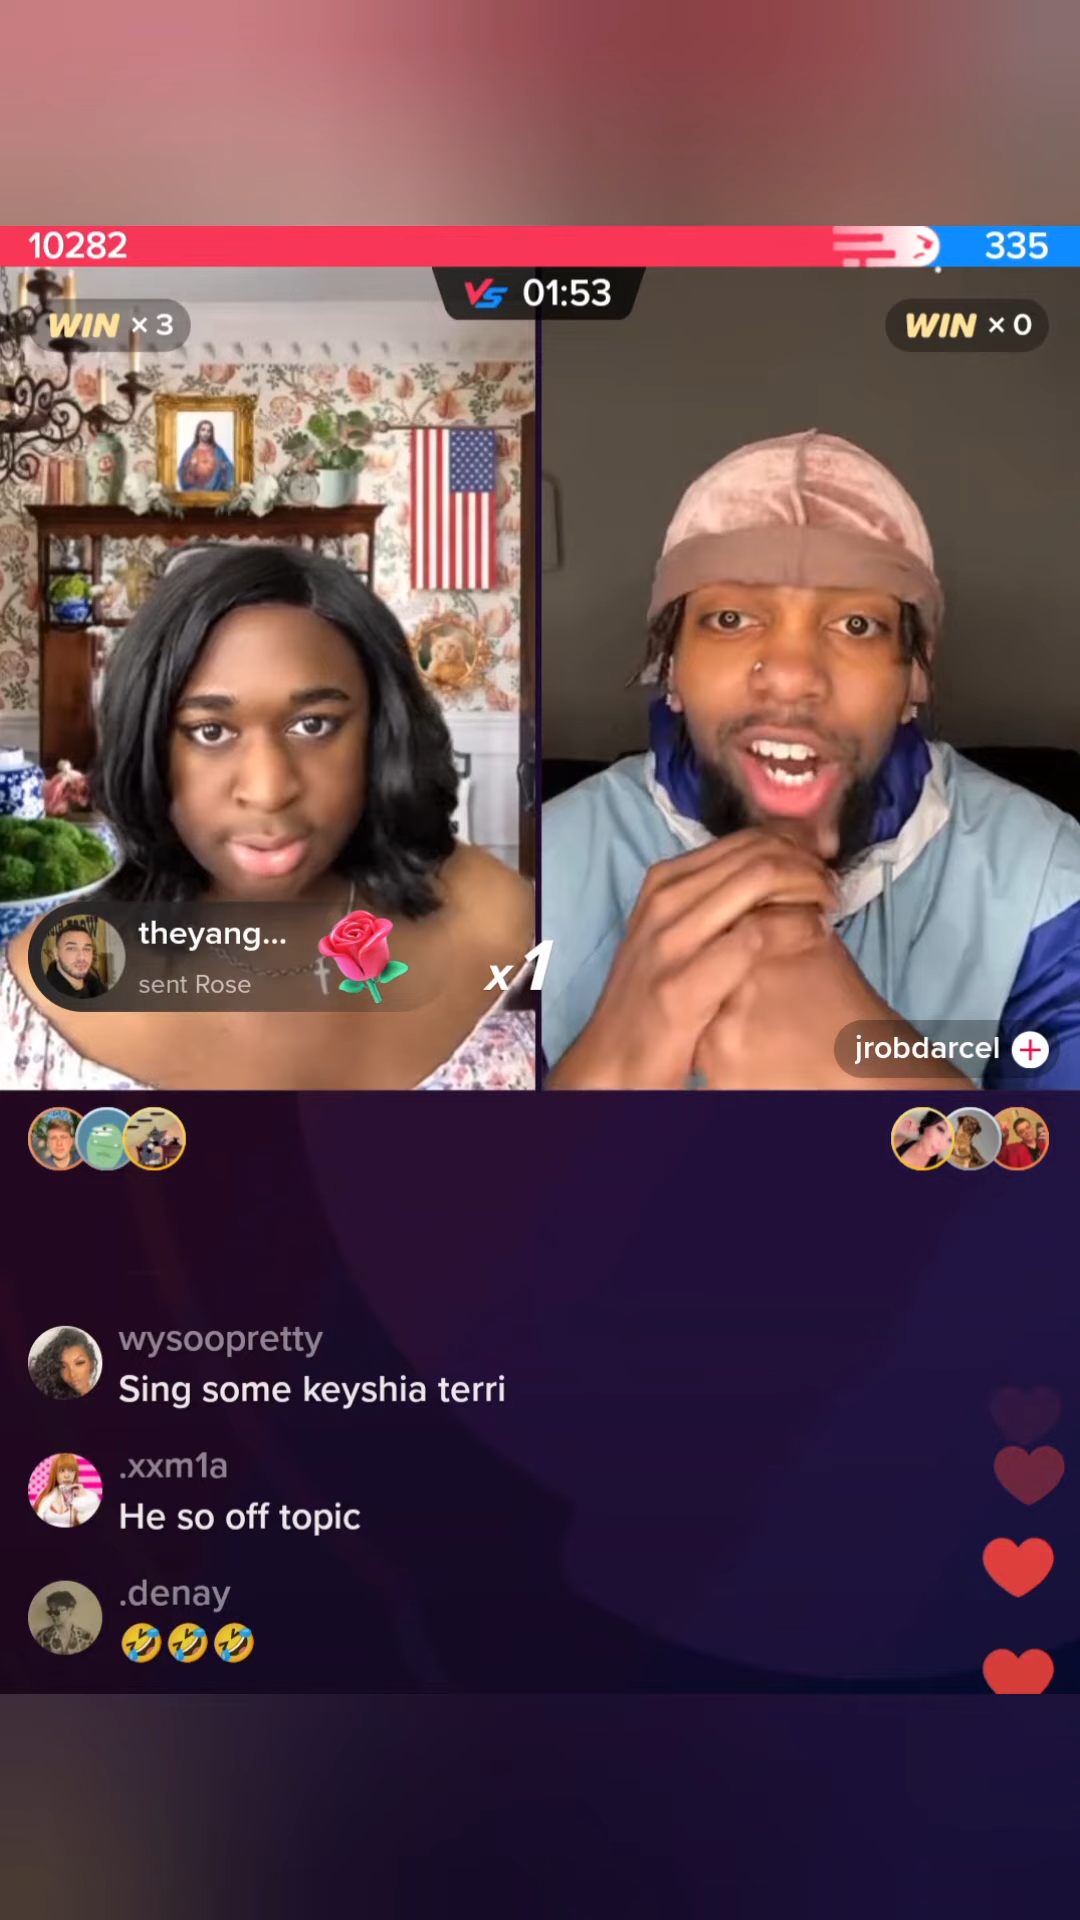 10282
335
VS 01:53
WIN × 3
WIN × 0
theyang...
sent Rose
x1
jrobdarcel
wysoopretty
Sing some keyshia terri
.xxm1a
He so off topic
.denay
🤣🤣🤣